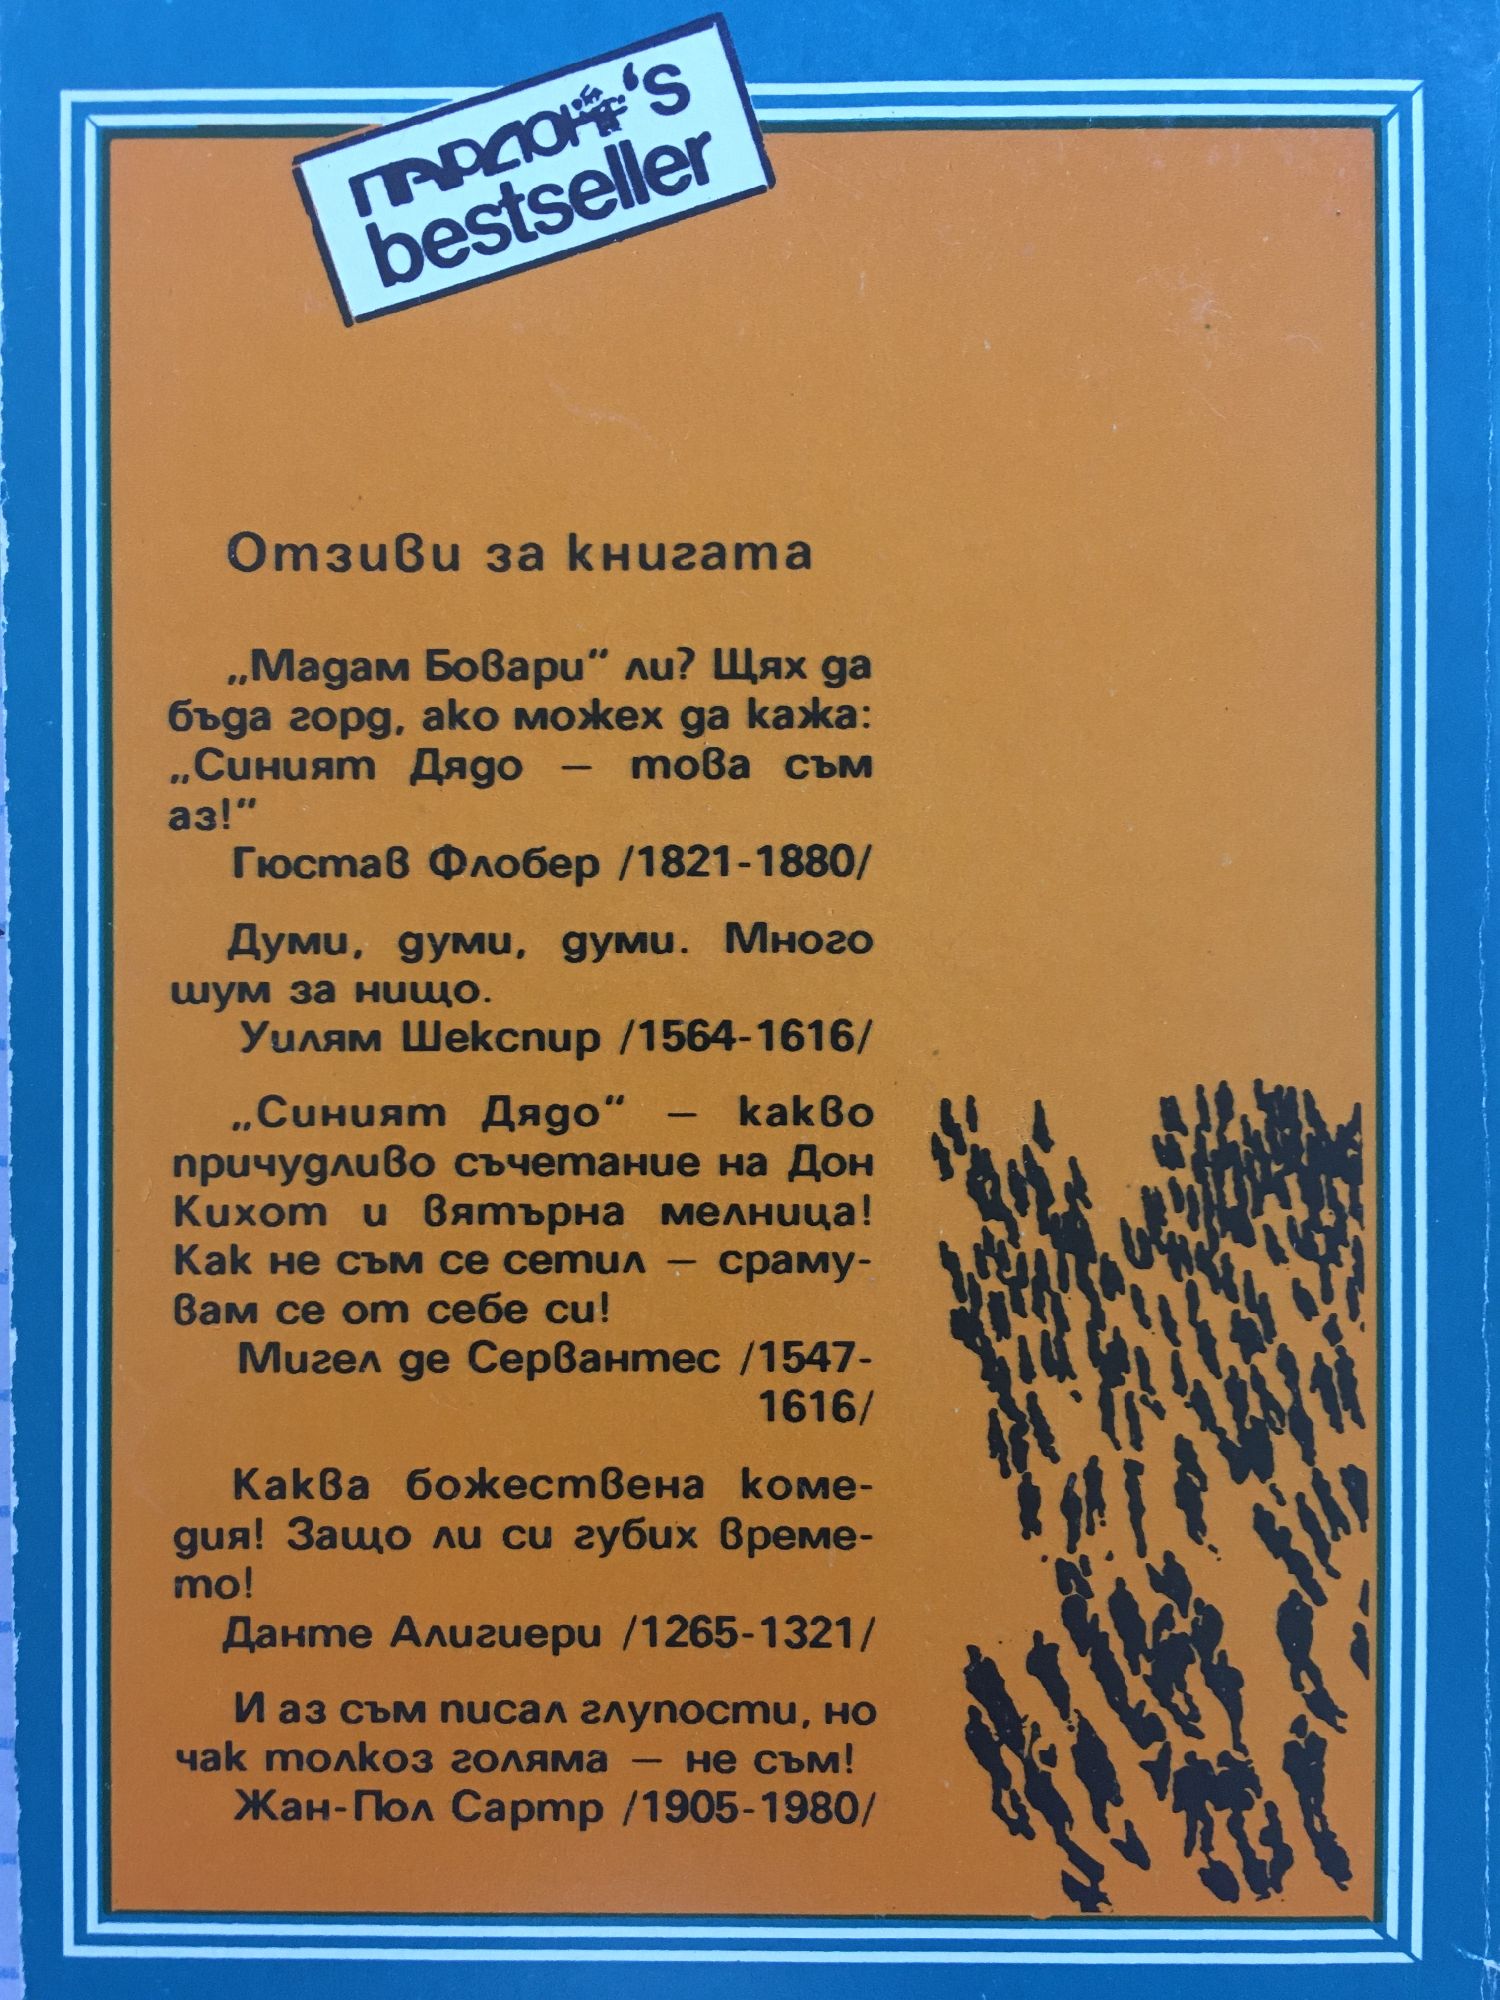 ПАРДОН's
bestseller
Отзиви за книгата
„Мадам Бовари“ ли? Щях да
бъда горд, ако можех да кажа:
„Синият Дядо – това съм
аз!“
Гюстав Флобер /1821-1880/
Думи, думи, думи. Много
шум за нищо.
Уилям Шекспир /1564-1616/
„Синият Дядо“ – какво
причудливо съчетание на Дон
Кихот и вятърна мелница!
Как не съм се сетил – сраму-
вам се от себе си!
Мигел де Сервантес /1547-
1616/
Каква божествена коме-
дия! Защо ли си губих време-
то!
Данте Алигиери /1265-1321/
И аз съм писал глупости, но
чак толкоз голяма – не съм!
Жан-Пол Сартр /1905-1980/